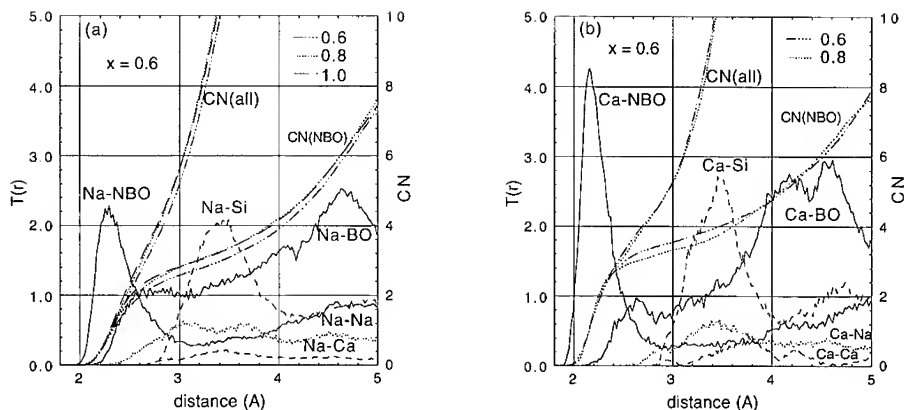 (a)
x = 0.6
0.6
0.8
1.0
CN(all)
CN(NBO)
Na-NBO
Na-Si
Na-BO
Na-Na
Na-Ca
5.0
4.0
3.0
2.0
1.0
0.0
T(r)
10
8
6
4
2
0
CN
2
3
4
5
distance (A)
(b)
x = 0.6
0.6
0.8
CN(all)
CN(NBO)
Ca-NBO
Ca-Si
Ca-BO
Ca-Na
Ca-Ca
5.0
4.0
3.0
2.0
1.0
0.0
T(r)
10
8
6
4
2
0
CN
2
3
4
5
distance (A)